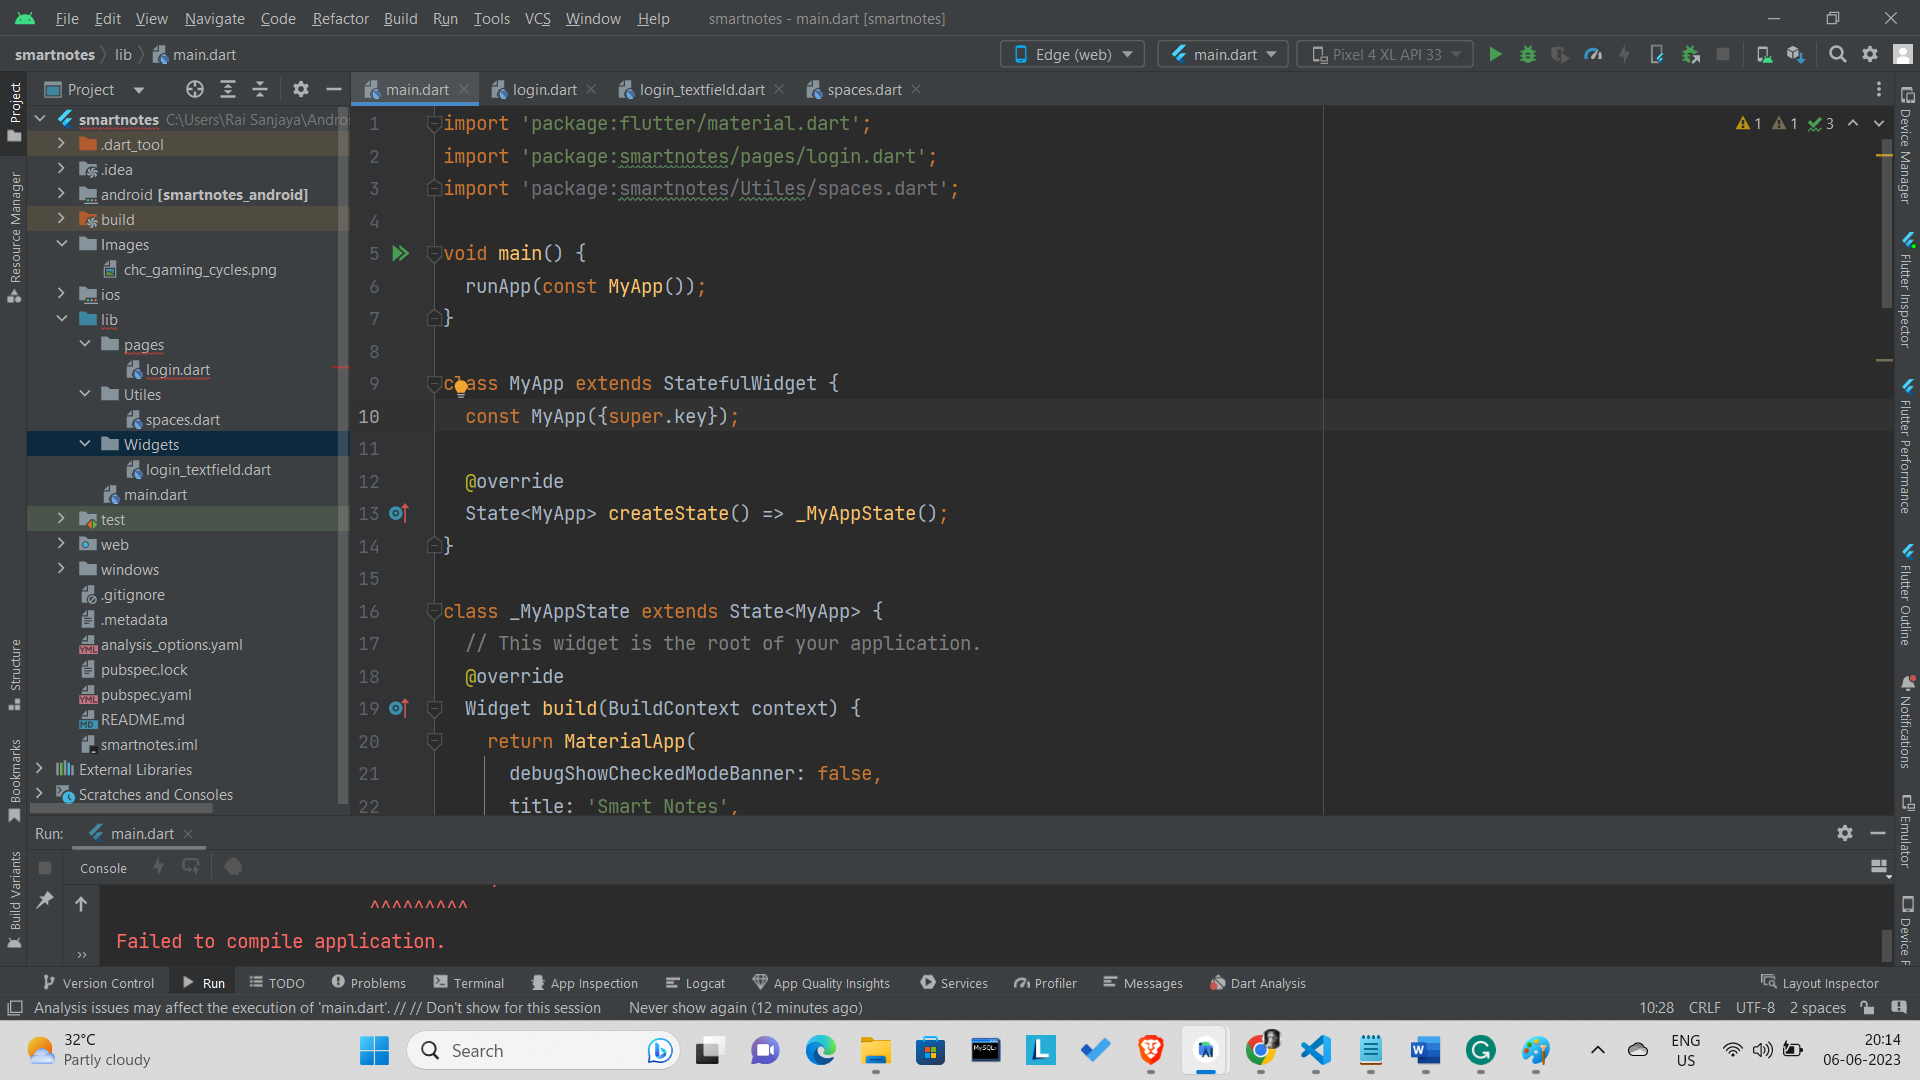 File Edit View Navigate Code Refactor Build Run Tools VCS Window Help smartnotes - main.dart [smartnotes]
smartnotes lib main.dart Edge (web) main.dart Pixel 4 XL API 33
Project main.dart login.dart login_textfield.dart spaces.dart
Project
Resource Manager
Structure
Bookmarks
Build Variants
smartnotes C:\Users\Rai Sanjaya\Andro
.dart_tool
.idea
android [smartnotes_android]
build
Images
chc_gaming_cycles.png
ios
lib
pages
login.dart
Utiles
spaces.dart
Widgets
login_textfield.dart
main.dart
test
web
windows
.gitignore
.metadata
analysis_options.yaml
pubspec.lock
pubspec.yaml
README.md
smartnotes.iml
External Libraries
Scratches and Consoles
1 import 'package:flutter/material.dart';
2 import 'package:smartnotes/pages/login.dart';
3 import 'package:smartnotes/Utiles/spaces.dart';
4
5 void main() {
6 runApp(const MyApp());
7 }
8
9 class MyApp extends StatefulWidget {
10 const MyApp({super.key});
11
12 @override
13 State<MyApp> createState() => _MyAppState();
14 }
15
16 class _MyAppState extends State<MyApp> {
17 // This widget is the root of your application.
18 @override
19 Widget build(BuildContext context) {
20 return MaterialApp(
21 debugShowCheckedModeBanner: false,
22 title: 'Smart Notes',
1 1 3
Device Manager
Flutter Inspector
Flutter Performance
Flutter Outline
Notifications
Emulator
Device F
Run: main.dart
Console
^^^^^^^^^
Failed to compile application.
Version Control Run TODO Problems Terminal App Inspection Logcat App Quality Insights Services Profiler Messages Dart Analysis Layout Inspector
Analysis issues may affect the execution of 'main.dart'. // // Don't show for this session Never show again (12 minutes ago) 10:28 CRLF UTF-8 2 spaces
32°C
Partly cloudy
Search
ENG
US
20:14
06-06-2023